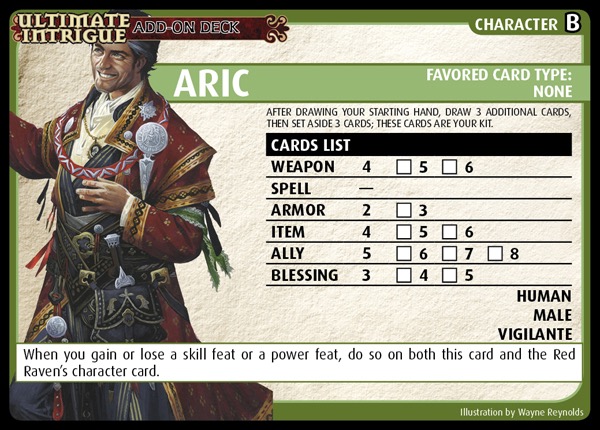 ULTIMATE
INTRIGUE ADD-ON DECK
CHARACTER B
ARIC
FAVORED CARD TYPE:
NONE
AFTER DRAWING YOUR STARTING HAND, DRAW 3 ADDITIONAL CARDS,
THEN SET ASIDE 3 CARDS; THESE CARDS ARE YOUR KIT.
CARDS LIST
WEAPON 4 ☐ 5 ☐ 6
SPELL —
ARMOR 2 ☐ 3
ITEM 4 ☐ 5 ☐ 6
ALLY 5 ☐ 6 ☐ 7 ☐ 8
BLESSING 3 ☐ 4 ☐ 5
HUMAN
MALE
VIGILANTE
When you gain or lose a skill feat or a power feat, do so on both this card and the Red
Raven's character card.
Illustration by Wayne Reynolds